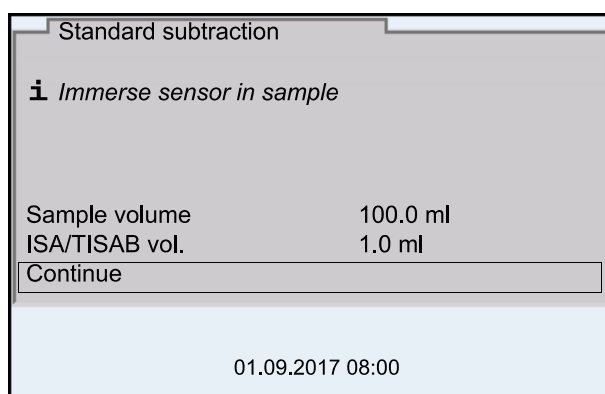 Standard subtraction
i Immerse sensor in sample
Sample volume 100.0 ml
ISA/TISAB vol. 1.0 ml
Continue
01.09.2017 08:00